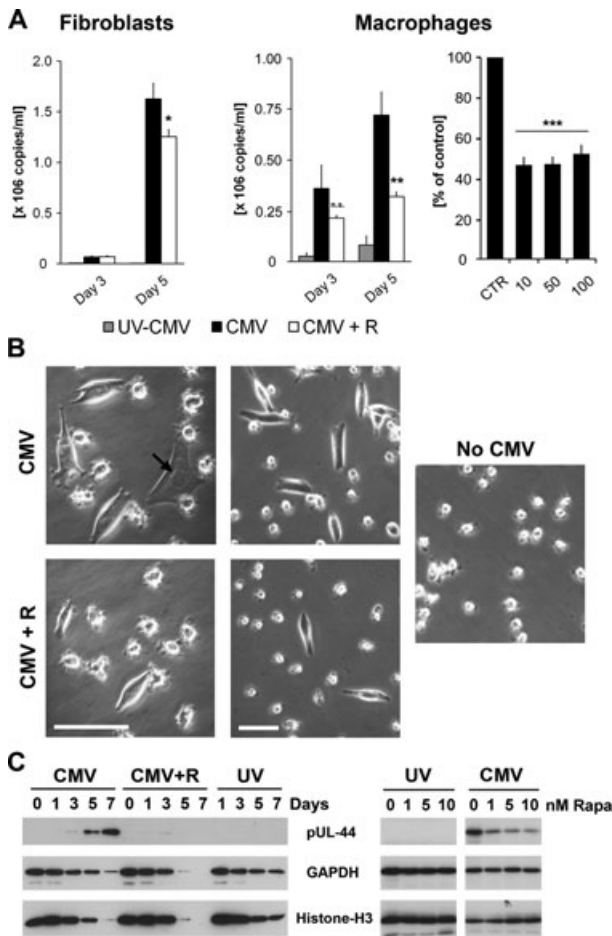 A
Fibroblasts
Macrophages
[x 106 copies/ml]
2.0
1.5
1.0
0.5
0
*
Day 3
Day 5
[x 106 copies/ml]
1.00
0.75
0.50
0.25
0
n.s.
**
Day 3
Day 5
[% of control]
100
80
60
40
20
0
***
CTR
10
50
100
UV-CMV CMV CMV + R
B
CMV
No CMV
CMV + R
C
CMV CMV+R UV UV CMV
0 1 3 5 7 0 1 3 5 7 1 3 5 7 Days 0 1 5 10 0 1 5 10 nM Rapa
pUL-44
GAPDH
Histone-H3